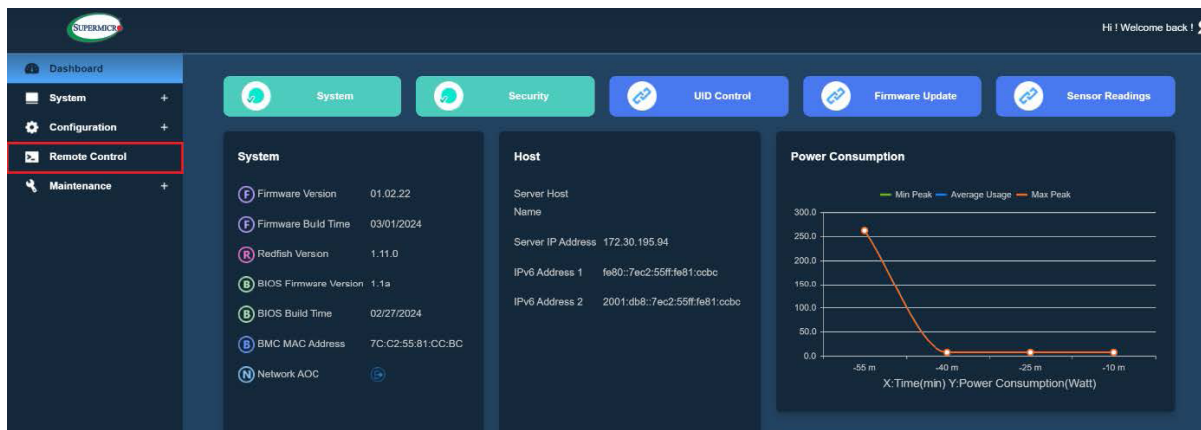 SUPERMICR
Hi ! Welcome back !
Dashboard
System +
Configuration +
Remote Control
Maintenance +
System
Security
UID Control
Firmware Update
Sensor Readings
System
F Firmware Version 01.02.22
F Firmware Build Time 03/01/2024
R Redfish Version 1.11.0
B BIOS Firmware Version 1.1a
B BIOS Build Time 02/27/2024
B BMC MAC Address 7C:C2:55:81:CC:BC
N Network AOC
Host
Server Host
Name
Server IP Address 172.30.195.94
IPv6 Address 1 fe80::7ec2:55ff:fe81:ccbc
IPv6 Address 2 2001:db8::7ec2:55ff:fe81:ccbc
Power Consumption
Min Peak Average Usage Max Peak
300.0
250.0
200.0
150.0
100.0
50.0
0.0
-55 m -40 m -25 m -10 m
X:Time(min) Y:Power Consumption(Watt)